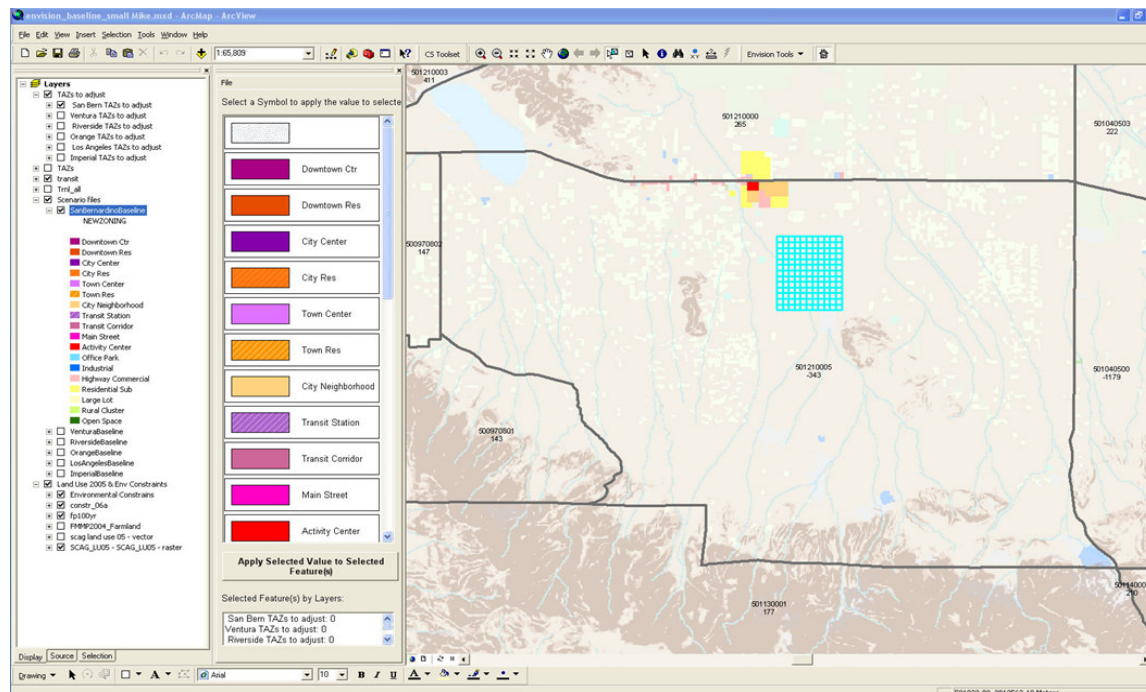 envision_baseline_small Mike.mxd - ArcMap - ArcView
File Edit View Insert Selection Tools Window Help
1:65,809
CS Toolset
Envision Tools
Layers
TAZs to adjust
San Bern TAZs to adjust
Ventura TAZs to adjust
Riverside TAZs to adjust
Orange TAZs to adjust
Los Angeles TAZs to adjust
Imperial TAZs to adjust
TAZs
transit
Trnl_all
Scenario files
SanBernardinoBaseline
NEWZONING
Downtown Ctr
Downtown Res
City Center
City Res
Town Center
Town Res
City Neighborhood
Transit Station
Transit Corridor
Main Street
Activity Center
Office Park
Industrial
Highway Commercial
Residential Sub
Large Lot
Rural Cluster
Open Space
VenturaBaseline
RiversideBaseline
OrangeBaseline
LosAngelesBaseline
ImperialBaseline
Land Use 2005 & Env Constraints
Environmental Constrains
constr_06a
fp100yr
FMMP2004_Farmland
scag land use 05 - vector
SCAG_LU05 - SCAG_LU05 - raster
Display Source Selection
File
Select a Symbol to apply the value to selecte
Downtown Ctr
Downtown Res
City Center
City Res
Town Center
Town Res
City Neighborhood
Transit Station
Transit Corridor
Main Street
Activity Center
Apply Selected Value to Selected
Feature(s)
Selected Feature(s) by Layers:
San Bern TAZs to adjust: 0
Ventura TAZs to adjust: 0
Riverside TAZs to adjust: 0
501210003
411
501210000
265
501040503
222
500970802
147
501210005
-343
501040500
-1179
500970801
143
501130001
177
Drawing
Arial
10
B I U A